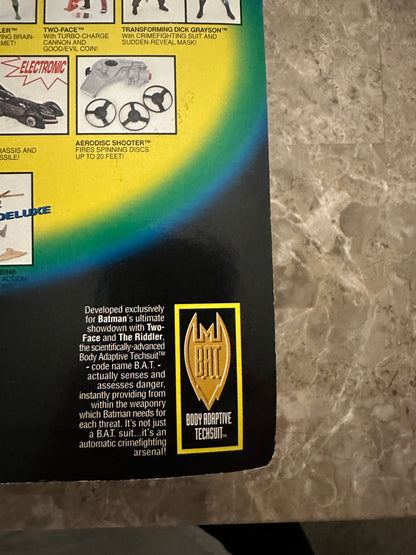 TWO-FACE™
With TURBO-CHARGE
CANNON AND
GOOD/EVIL COIN!
TRANSFORMING DICK GRAYSON™
With CRIMEFIGHTING SUIT AND
SUDDEN-REVEAL MASK!
ELECTRONIC
AERODISC SHOOTER™
FIRES SPINNING DISCS
UP TO 20 FEET!
DELUXE
ACTION
Developed exclusively
for Batman's ultimate
showdown with Two-
Face and The Riddler,
the scientifically-advanced
Body Adaptive Techsuit™
- code name B.A.T. -
actually senses and
assesses danger,
instantly providing from
within the weaponry
which Batman needs for
each threat. It's not just
a B.A.T. suit...it's an
automatic crimefighting
arsenal!
B.A.T.
BODY ADAPTIVE
TECHSUIT™